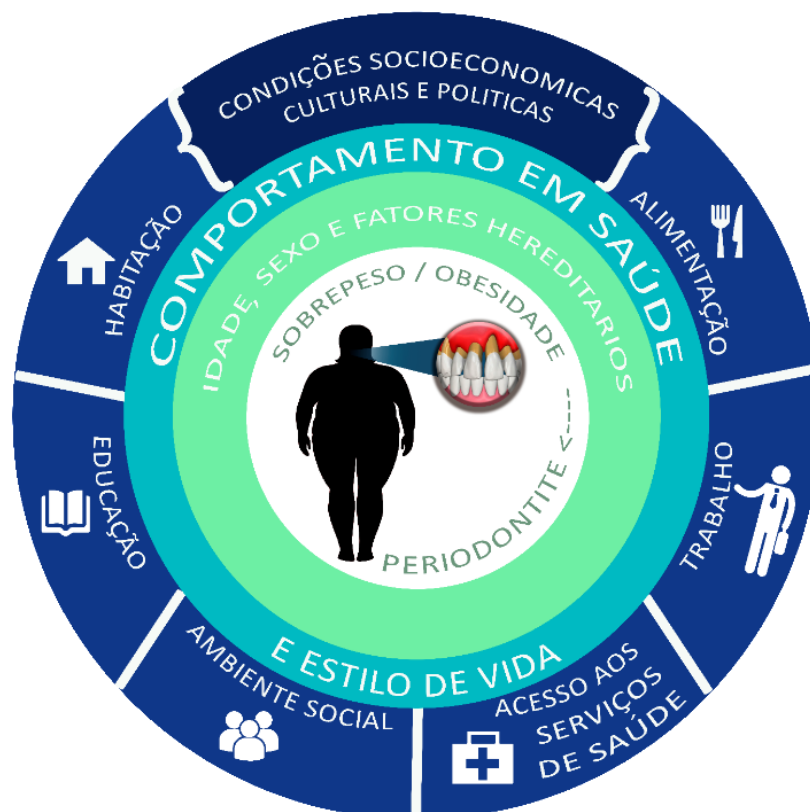 CONDIÇÕES SOCIOECONOMICAS
CULTURAIS E POLITICAS
COMPORTAMENTO EM SAÚDE
E ESTILO DE VIDA
IDADE, SEXO E FATORES HEREDITARIOS
SOBREPESO / OBESIDADE
PERIODONTITE <----
ALIMENTAÇÃO
TRABALHO
ACESSO AOS
SERVIÇOS
DE SAÚDE
AMBIENTE SOCIAL
EDUCAÇÃO
HABITAÇÃO